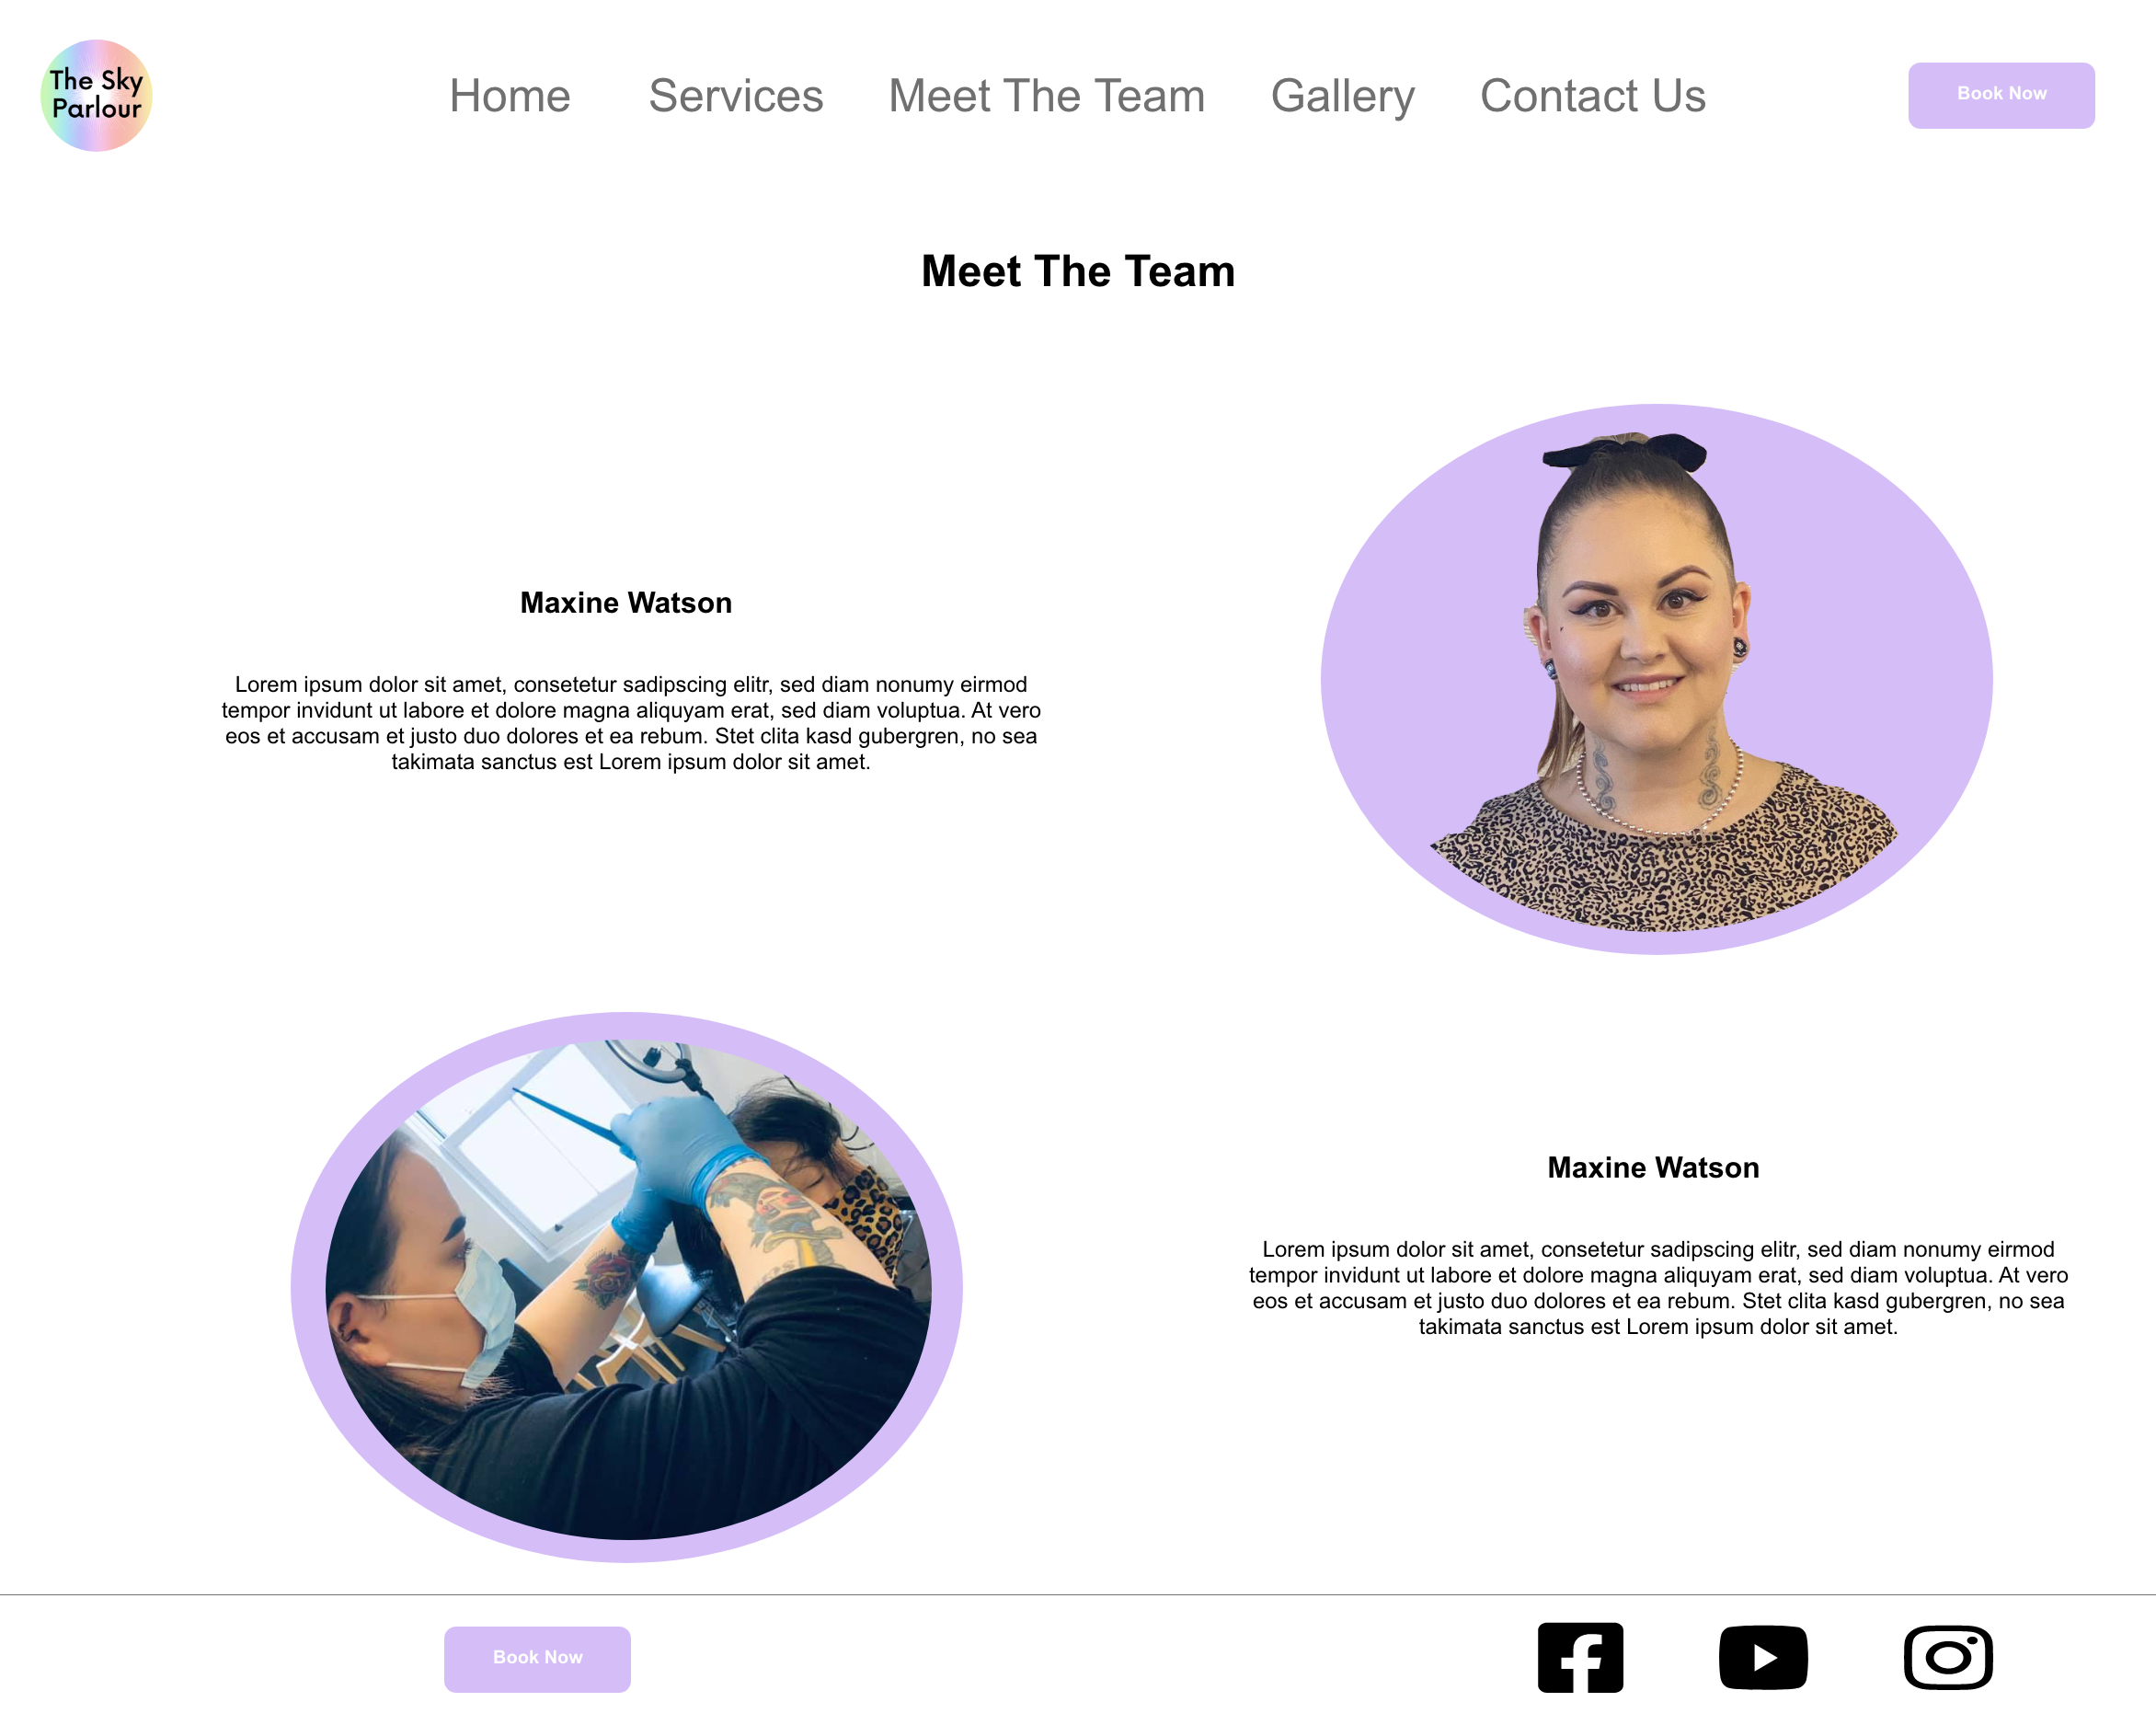 The Sky
Parlour
Home Services Meet The Team Gallery Contact Us
Book Now
Meet The Team
Maxine Watson
Lorem ipsum dolor sit amet, consetetur sadipscing elitr, sed diam nonumy eirmod
tempor invidunt ut labore et dolore magna aliquyam erat, sed diam voluptua. At vero
eos et accusam et justo duo dolores et ea rebum. Stet clita kasd gubergren, no sea
takimata sanctus est Lorem ipsum dolor sit amet.
Maxine Watson
Lorem ipsum dolor sit amet, consetetur sadipscing elitr, sed diam nonumy eirmod
tempor invidunt ut labore et dolore magna aliquyam erat, sed diam voluptua. At vero
eos et accusam et justo duo dolores et ea rebum. Stet clita kasd gubergren, no sea
takimata sanctus est Lorem ipsum dolor sit amet.
Book Now